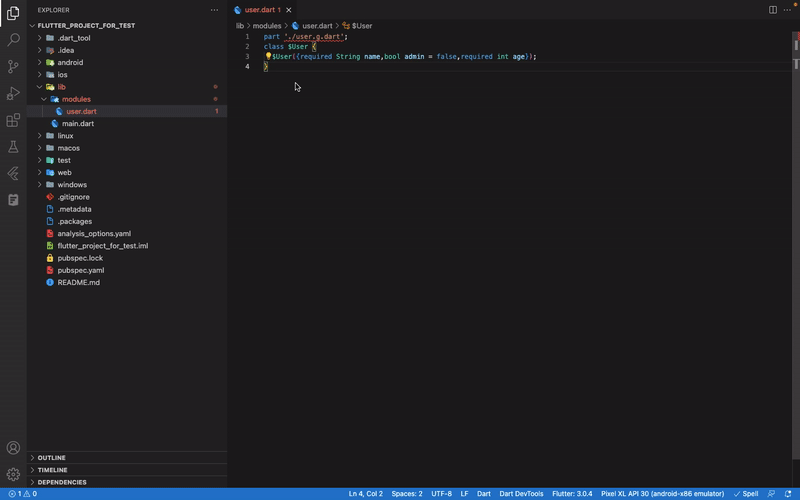 EXPLORER
FLUTTER_PROJECT_FOR_TEST
.dart_tool
.idea
android
ios
lib
modules
user.dart 1
main.dart
linux
macos
test
web
windows
.gitignore
.metadata
.packages
analysis_options.yaml
flutter_project_for_test.iml
pubspec.lock
pubspec.yaml
README.md
OUTLINE
TIMELINE
DEPENDENCIES
user.dart 1
lib > modules > user.dart > $User
1 part './user.g.dart';
2 class $User {
3 $User({required String name,bool admin = false,required int age});
4 }
1 0 Ln 4, Col 2 Spaces: 2 UTF-8 LF Dart Dart DevTools Flutter: 3.0.4 Pixel XL API 30 (android-x86 emulator) Spell